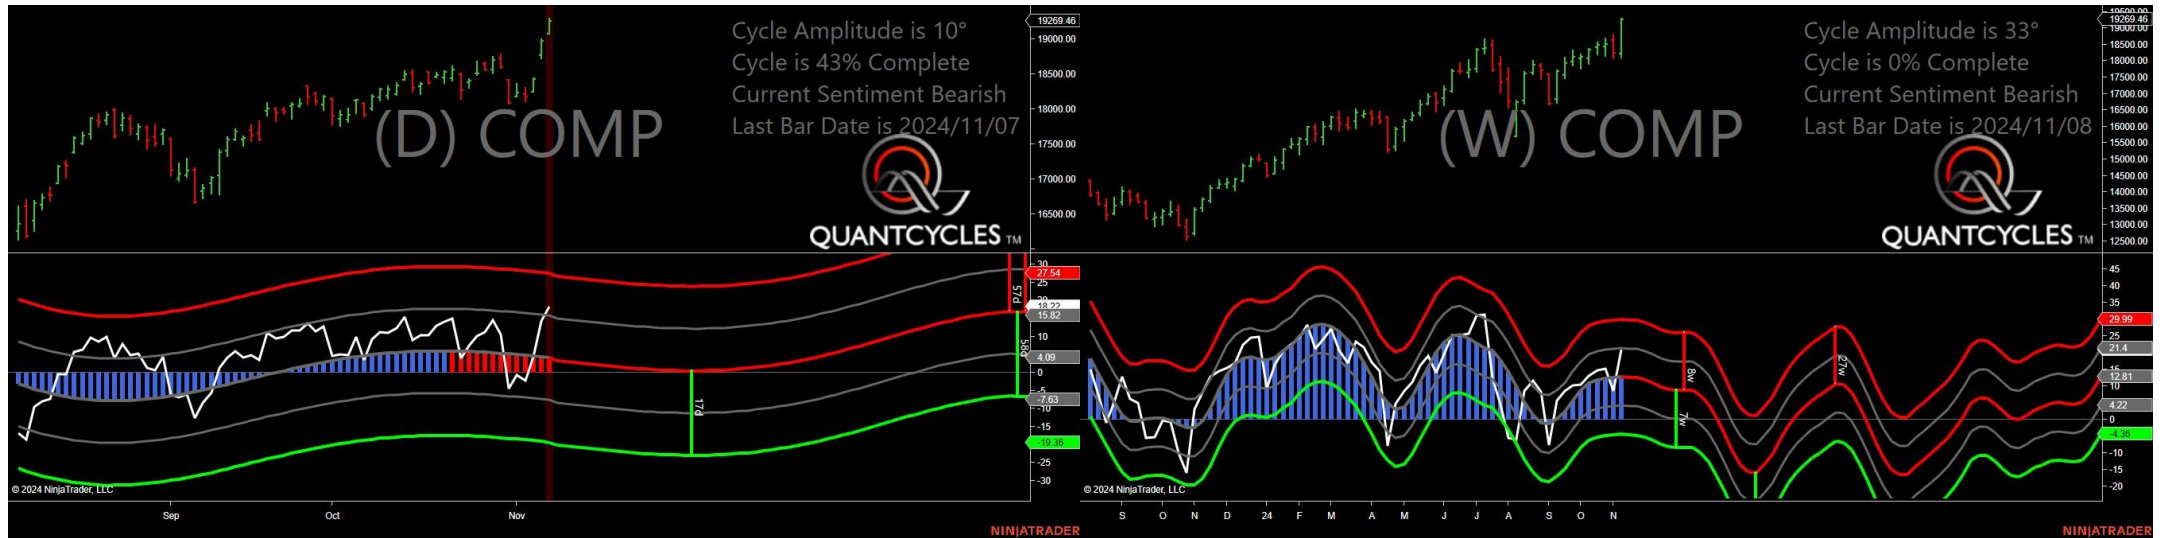 19269.46
19000.00
18500.00
18000.00
17500.00
17000.00
16500.00
Cycle Amplitude is 10°
Cycle is 43% Complete
Current Sentiment Bearish
Last Bar Date is 2024/11/07
(D) COMP
QUANTCYCLES TM
30
27.54
25
18.22
15.82
10
4.09
0
-5
-7.63
-10
-15
-19.36
-25
-30
57d
58d
17d
© 2024 NinjaTrader, LLC
Sep Oct Nov
NINJATRADER
19500.00
19269.46
18500.00
18000.00
17500.00
17000.00
16500.00
16000.00
15500.00
15000.00
14500.00
14000.00
13500.00
13000.00
12500.00
Cycle Amplitude is 33°
Cycle is 0% Complete
Current Sentiment Bearish
Last Bar Date is 2024/11/08
(W) COMP
QUANTCYCLES TM
45
40
35
29.99
25
21.4
15
12.81
10
4.22
0
-4.36
-10
-15
-20
8w
7w
27w
© 2024 NinjaTrader, LLC
S O N D 24 F M A M J J A S O N
NINJATRADER